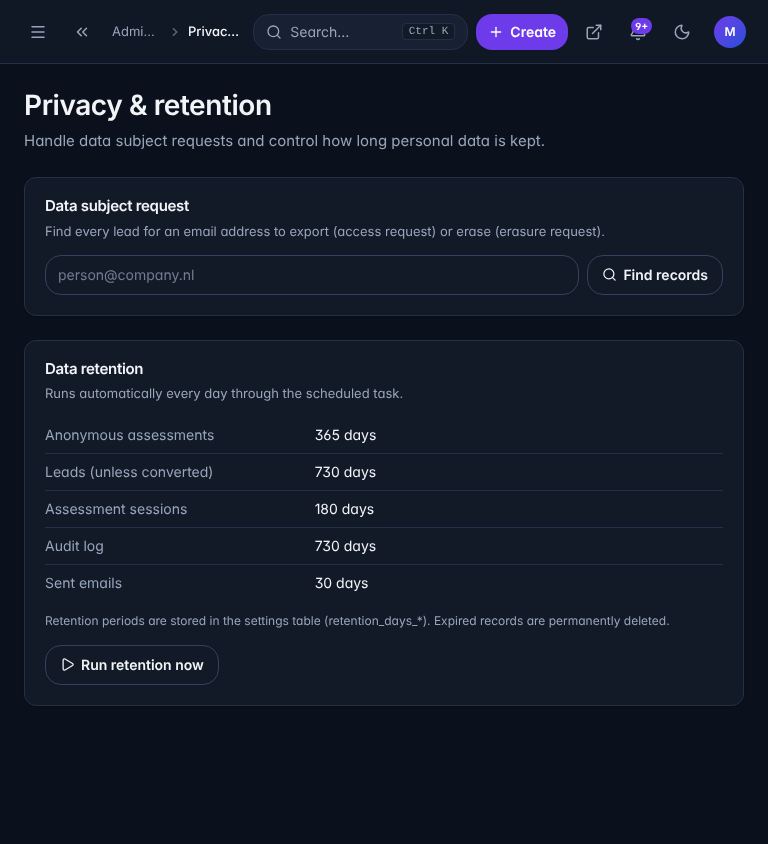 Admi...
Privac...
Search...
Ctrl K
Create
9+
M
Privacy & retention
Handle data subject requests and control how long personal data is kept.
Data subject request
Find every lead for an email address to export (access request) or erase (erasure request).
person@company.nl
Find records
Data retention
Runs automatically every day through the scheduled task.
Anonymous assessments 365 days
Leads (unless converted) 730 days
Assessment sessions 180 days
Audit log 730 days
Sent emails 30 days
Retention periods are stored in the settings table (retention_days_*). Expired records are permanently deleted.
Run retention now